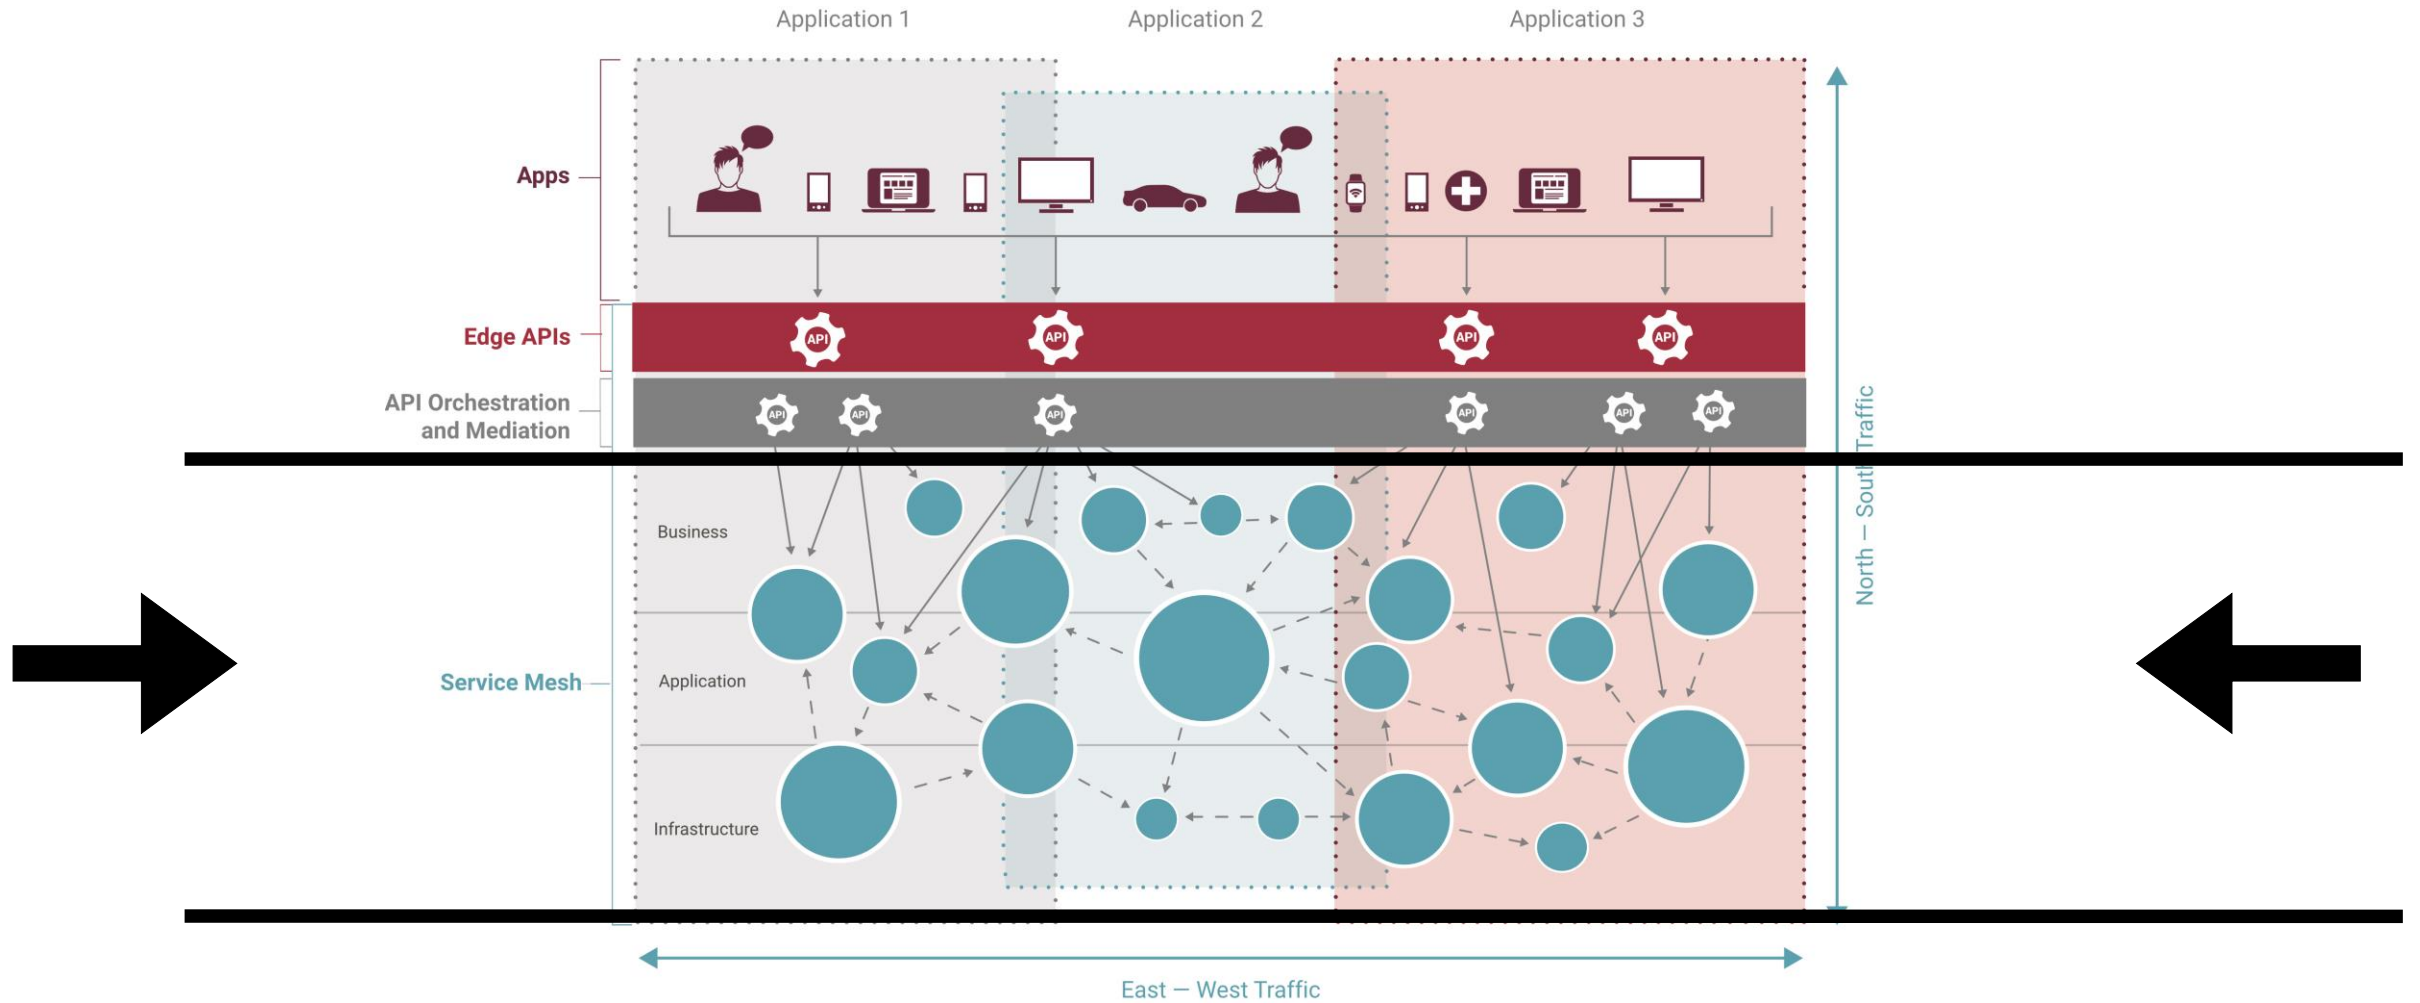 Application 1
Application 2
Application 3
Apps
Edge APIs
API
API
API
API
API Orchestration
and Mediation
API
API
API
API
API
API
North — South Traffic
Business
Application
Service Mesh
Infrastructure
East — West Traffic